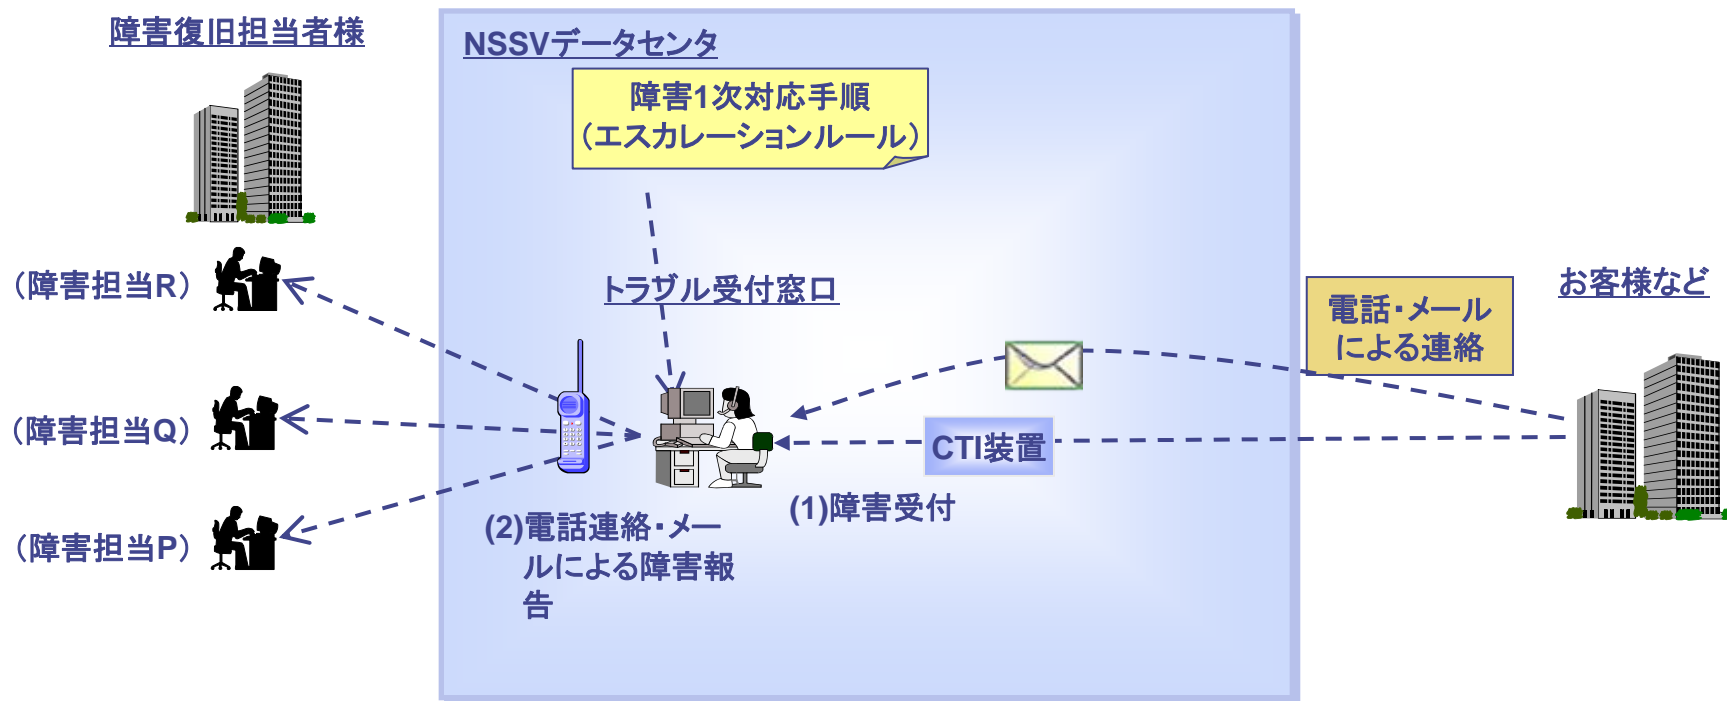 障害復旧担当者様
NSSVデータセンタ
障害1次対応手順
（エスカレーションルール）
（障害担当R）
トラブル受付窓口
電話・メール
による連絡
お客様など
（障害担当Q）
CTI装置
(1)障害受付
（障害担当P）
(2)電話連絡・メー
ルによる障害報
告